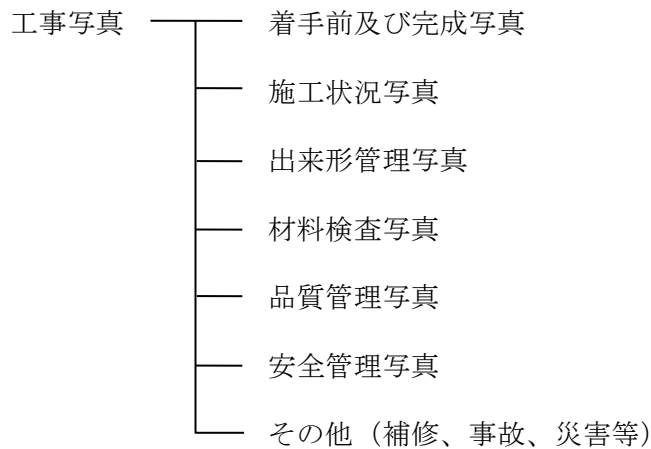 工事写真 着手前及び完成写真
施工状況写真
出来形管理写真
材料検査写真
品質管理写真
安全管理写真
その他（補修、事故、災害等）